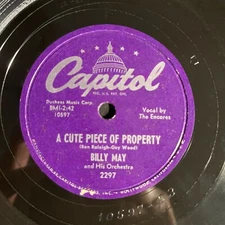 Capitol
REG. U.S. PAT. OFF.
Duchess Music Corp.
BMI-2:42
10597
Vocal by
The Encores
A CUTE PIECE OF PROPERTY
(Ben Raleigh-Guy Wood)
BILLY MAY
and His Orchestra
2297